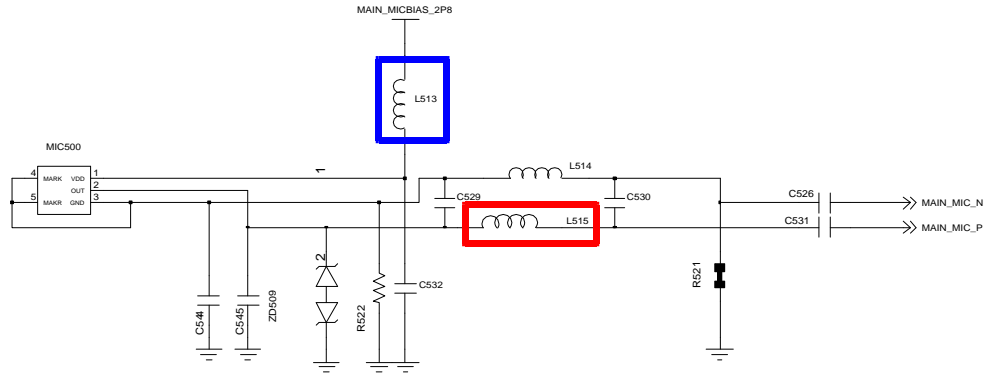 MAIN_MICBIAS_2P8
L513
MIC500
4 MARK VDD 1
OUT 2
5 MAKR GND 3
1
L514
C529
C530
L515
C526
MAIN_MIC_N
C531
MAIN_MIC_P
2
R521
C532
C544
C545
ZD509
R522